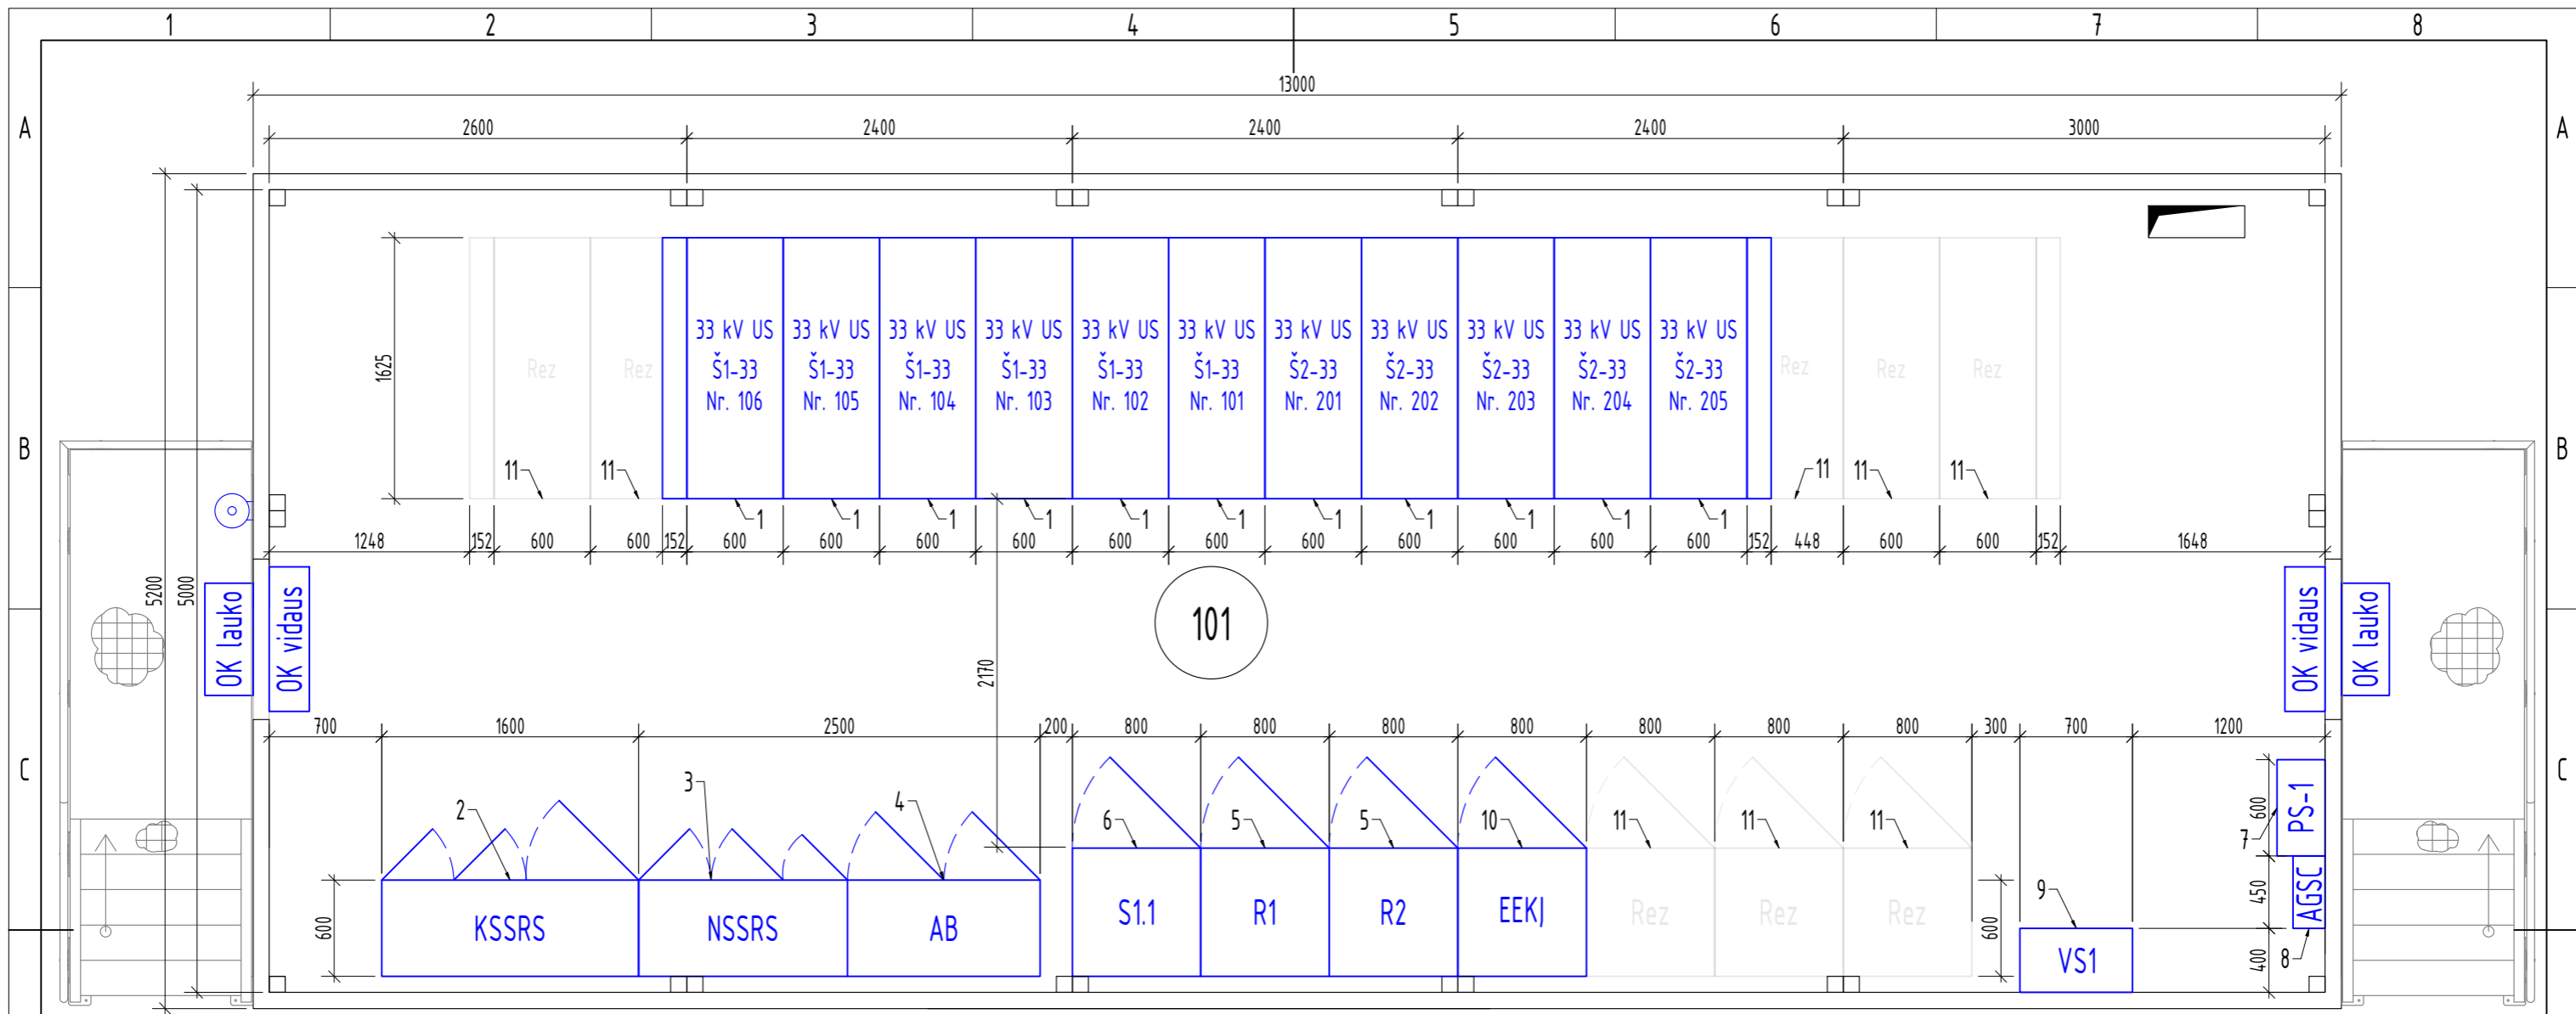 1 2 3 4 5 6 7 8
13000
A 2600 2400 2400 2400 3000 A
33 kV US 33 kV US 33 kV US 33 kV US 33 kV US 33 kV US 33 kV US 33 kV US 33 kV US 33 kV US 33 kV US
1625 Rez Rez Š1-33 Š1-33 Š1-33 Š1-33 Š1-33 Š1-33 Š2-33 Š2-33 Š2-33 Š2-33 Š2-33 Rez Rez Rez
Nr. 106 Nr. 105 Nr. 104 Nr. 103 Nr. 102 Nr. 101 Nr. 201 Nr. 202 Nr. 203 Nr. 204 Nr. 205
B B
11 11 11 11 11
1 1 1 1 1 1 1 1 1 1 1
1248 152 600 600 152 600 600 600 600 600 600 600 600 600 600 600 152 448 600 600 152 1648
5200 5000
OK lauko OK vidaus 101 OK vidaus OK lauko
2170
700 1600 2500 200 800 800 800 800 800 800 800 300 700 1200
C C
2 3 4 6 5 5 10 11 11 11 7 600 PS-1
9 450 AGSC
600 KSSRS NSSRS AB S1.1 R1 R2 EEKJ Rez Rez Rez 600 VS1 400 8